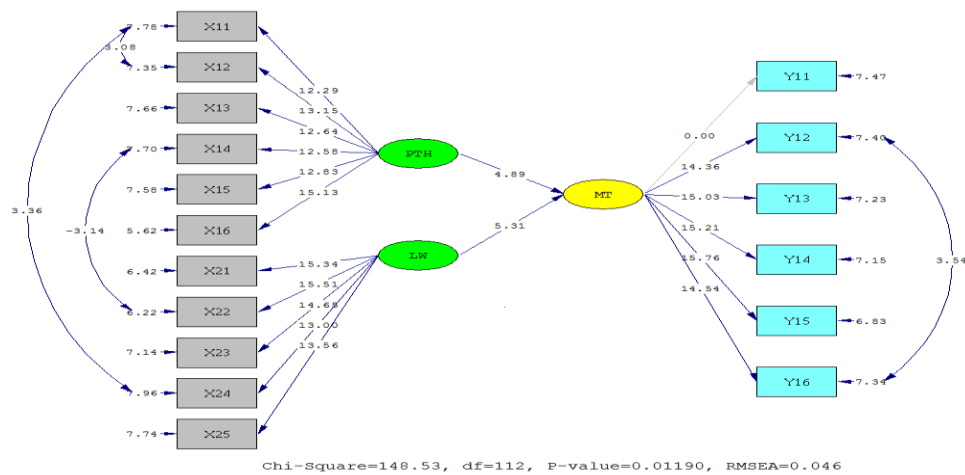 7.78 X11
3.08
7.35 X12
7.66 X13
7.70 X14
7.58 X15
5.62 X16
6.42 X21
6.22 X22
7.14 X23
7.96 X24
7.74 X25
3.36
-3.14
12.29
13.15
12.64
12.58
12.83
15.13
15.34
15.51
14.68
13.00
13.56
PTH
LW
4.89
5.31
MT
0.00
14.36
15.03
15.21
15.76
14.54
Y11 7.47
Y12 7.40
Y13 7.23
Y14 7.15
Y15 6.83
Y16 7.34
3.54
Chi-Square=148.53, df=112, P-value=0.01190, RMSEA=0.046